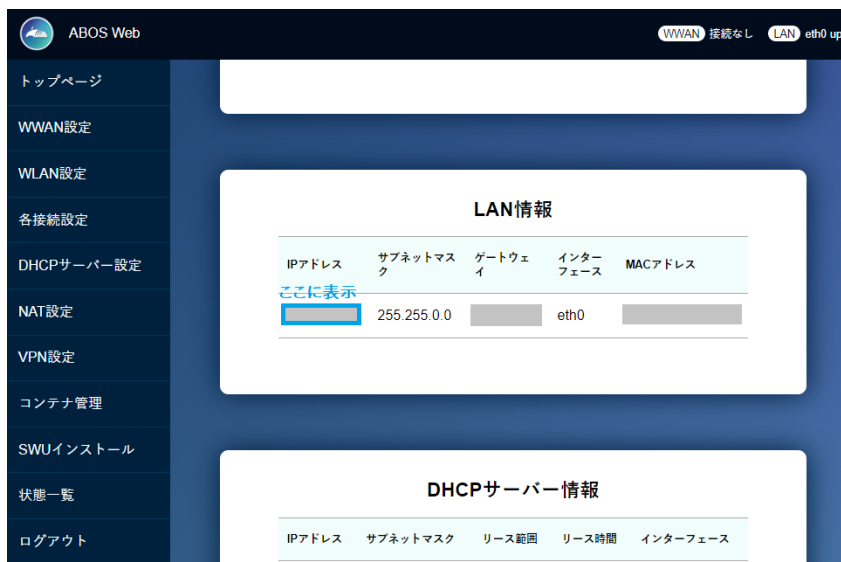 ABOS Web
WWAN 接続なし LAN eth0 up
トップページ
WWAN設定
WLAN設定
各接続設定
DHCPサーバー設定
NAT設定
VPN設定
コンテナ管理
SWUインストール
状態一覧
ログアウト
LAN情報
IPアドレス サブネットマスク ゲートウェイ インターフェース MACアドレス
ここに表示
255.255.0.0 eth0
DHCPサーバー情報
IPアドレス サブネットマスク リース範囲 リース時間 インターフェース